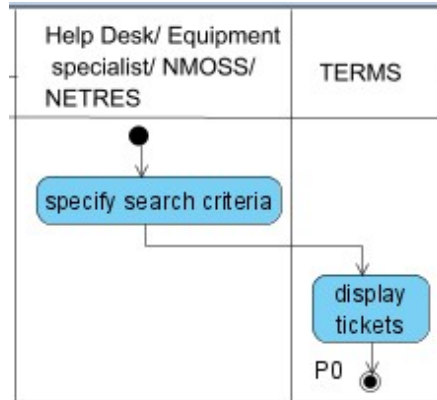 Help Desk/ Equipment
specialist/ NMOSS/
NETRES
TERMS
specify search criteria
display
tickets
P0